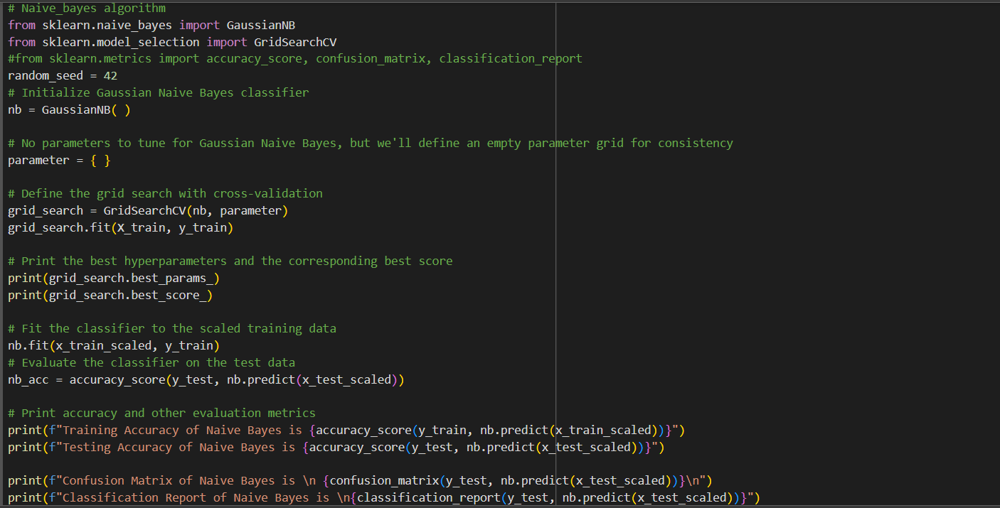 # Naive_bayes algorithm
from sklearn.naive_bayes import GaussianNB
from sklearn.model_selection import GridSearchCV
#from sklearn.metrics import accuracy_score, confusion_matrix, classification_report
random_seed = 42
# Initialize Gaussian Naive Bayes classifier
nb = GaussianNB( )
# No parameters to tune for Gaussian Naive Bayes, but we'll define an empty parameter grid for consistency
parameter = { }
# Define the grid search with cross-validation
grid_search = GridSearchCV(nb, parameter)
grid_search.fit(X_train, y_train)
# Print the best hyperparameters and the corresponding best score
print(grid_search.best_params_)
print(grid_search.best_score_)
# Fit the classifier to the scaled training data
nb.fit(x_train_scaled, y_train)
# Evaluate the classifier on the test data
nb_acc = accuracy_score(y_test, nb.predict(x_test_scaled))
# Print accuracy and other evaluation metrics
print(f"Training Accuracy of Naive Bayes is {accuracy_score(y_train, nb.predict(x_train_scaled))}")
print(f"Testing Accuracy of Naive Bayes is {accuracy_score(y_test, nb.predict(x_test_scaled))}")
print(f"Confusion Matrix of Naive Bayes is \n {confusion_matrix(y_test, nb.predict(x_test_scaled))}\n")
print(f"Classification Report of Naive Bayes is \n{classification_report(y_test, nb.predict(x_test_scaled))}")